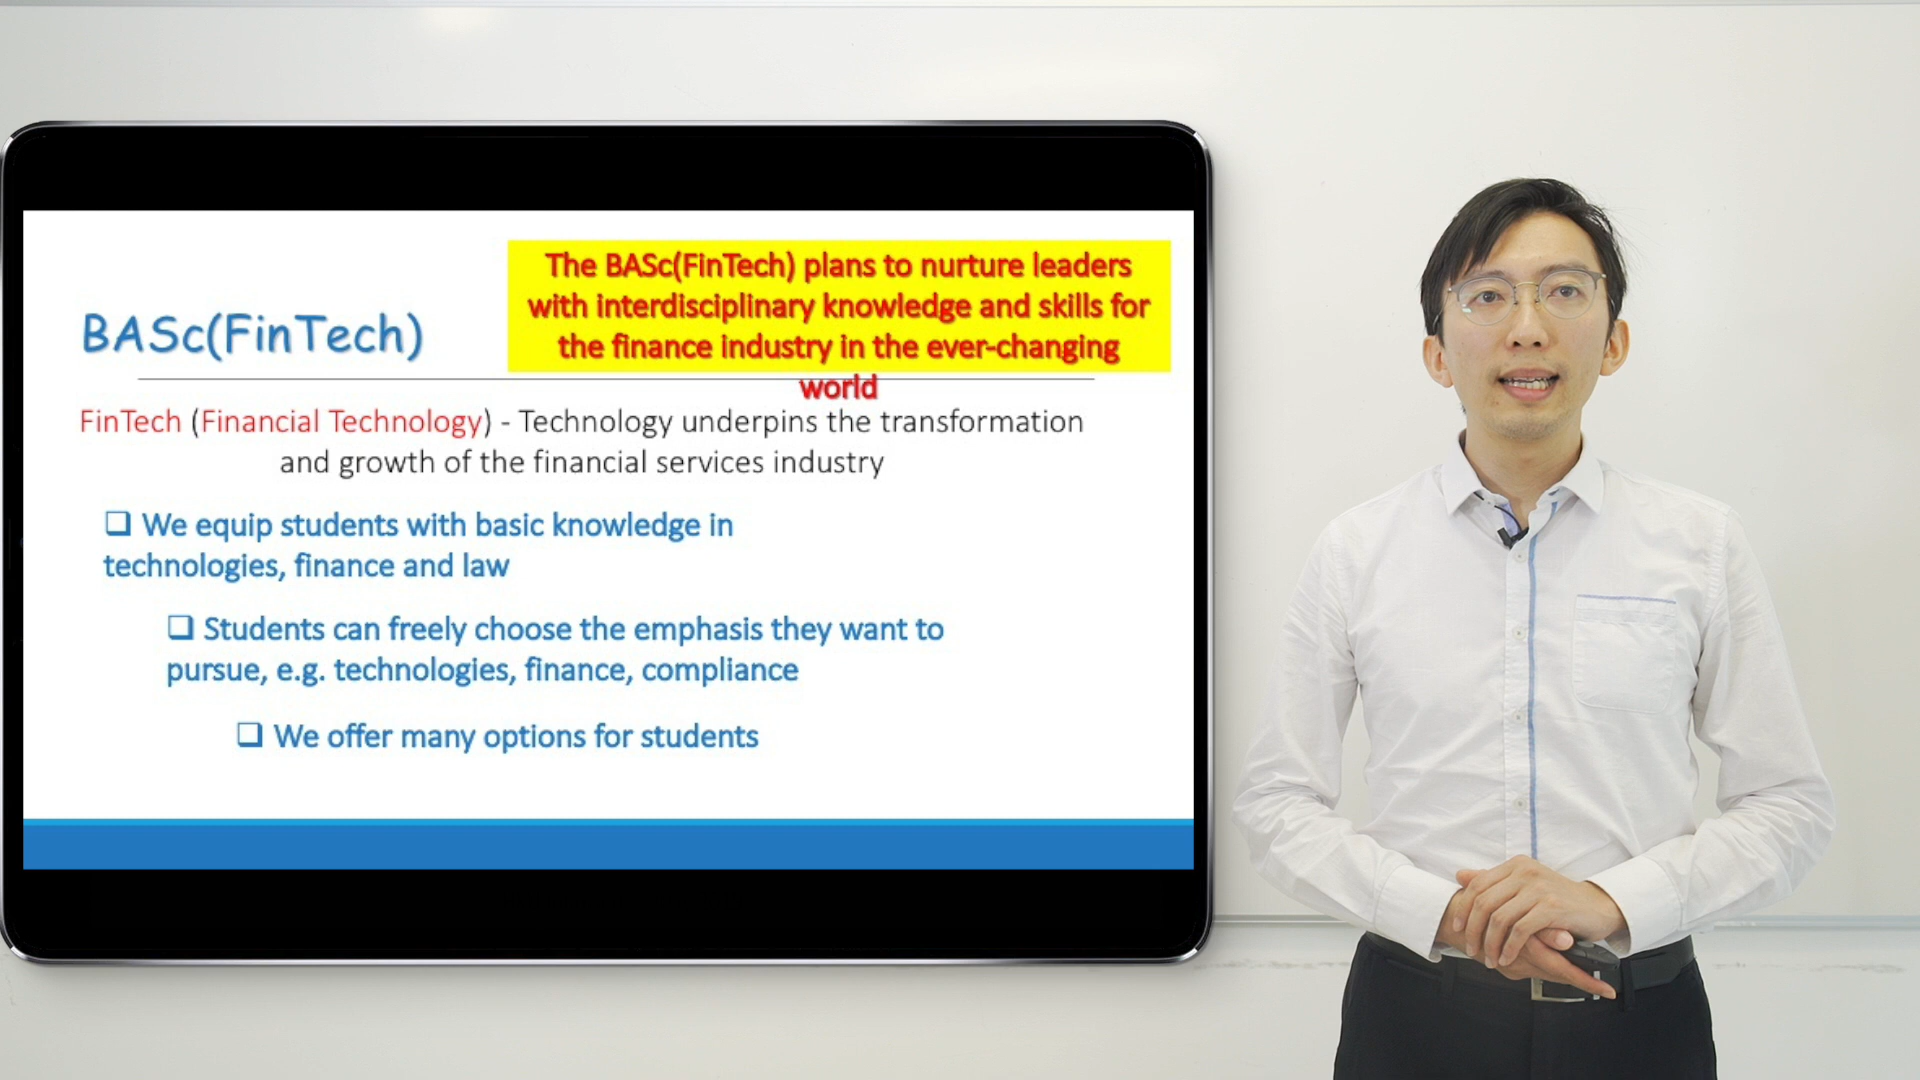 The BASc(FinTech) plans to nurture leaders
with interdisciplinary knowledge and skills for
the finance industry in the ever-changing
world
BASc(FinTech)
FinTech (Financial Technology) - Technology underpins the transformation
and growth of the financial services industry
❑ We equip students with basic knowledge in
technologies, finance and law
❑ Students can freely choose the emphasis they want to
pursue, e.g. technologies, finance, compliance
❑ We offer many options for students